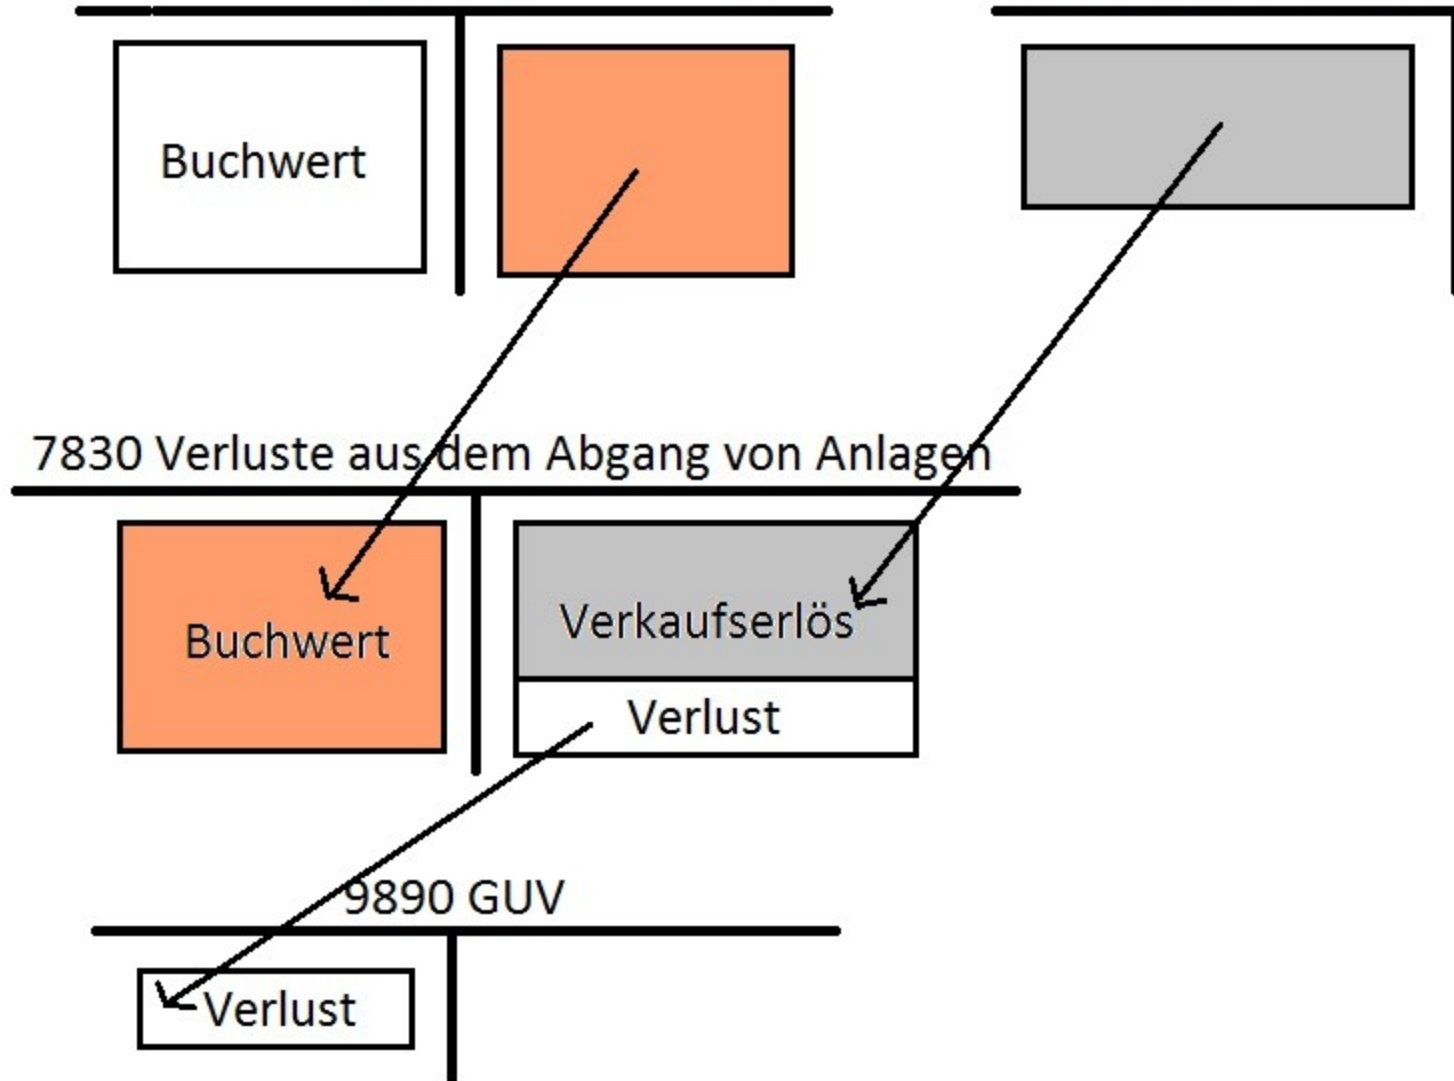 Buchwert
7830 Verluste aus dem Abgang von Anlagen
Buchwert
Verkaufserlös
Verlust
9890 GUV
Verlust